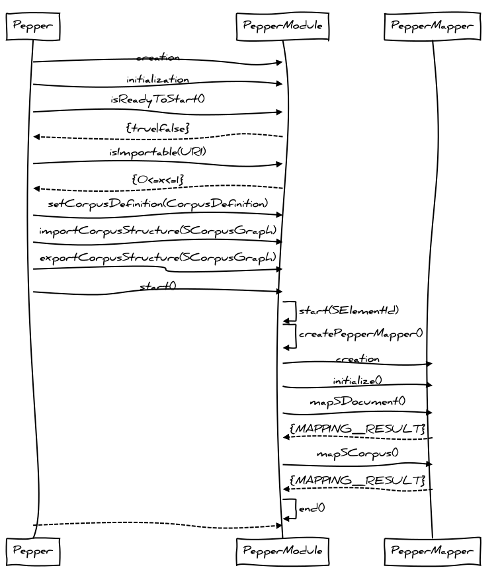 Pepper PepperModule PepperMapper
creation
initialization
isReadyToStart()
{true|false}
isImportable(URI)
{0<=x<=1}
setCorpusDefinition(CorpusDefinition)
importCorpusStructure(SCorpusGraph)
exportCorpusStructure(SCorpusGraph)
start()
start(SElementId)
createPepperMapper()
creation
initialize()
mapSDocument()
{MAPPING_RESULT}
mapSCorpus()
{MAPPING_RESULT}
end()
Pepper PepperModule PepperMapper